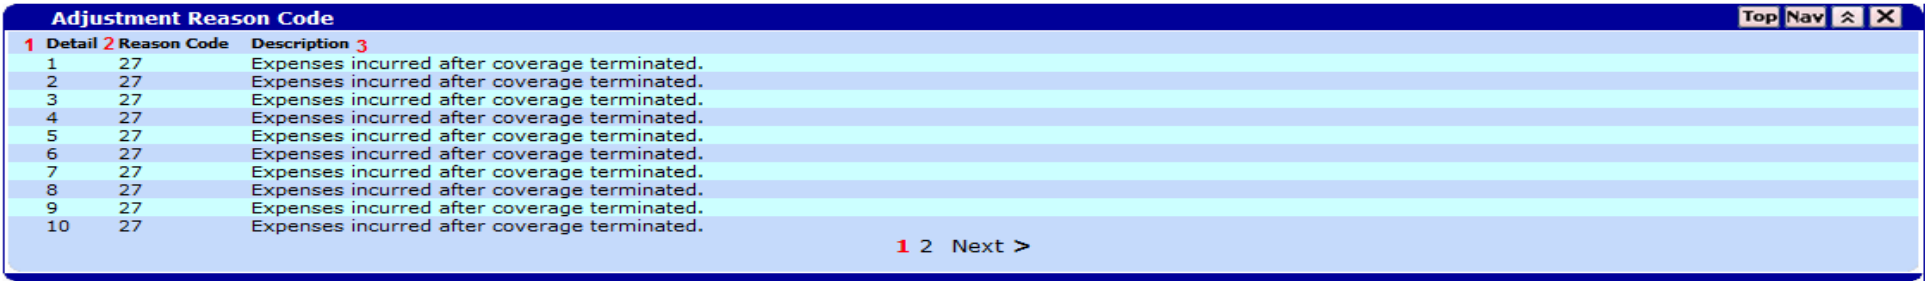 Adjustment Reason Code Top Nav
1 Detail 2 Reason Code Description 3
1 27 Expenses incurred after coverage terminated.
2 27 Expenses incurred after coverage terminated.
3 27 Expenses incurred after coverage terminated.
4 27 Expenses incurred after coverage terminated.
5 27 Expenses incurred after coverage terminated.
6 27 Expenses incurred after coverage terminated.
7 27 Expenses incurred after coverage terminated.
8 27 Expenses incurred after coverage terminated.
9 27 Expenses incurred after coverage terminated.
10 27 Expenses incurred after coverage terminated.
1 2 Next >